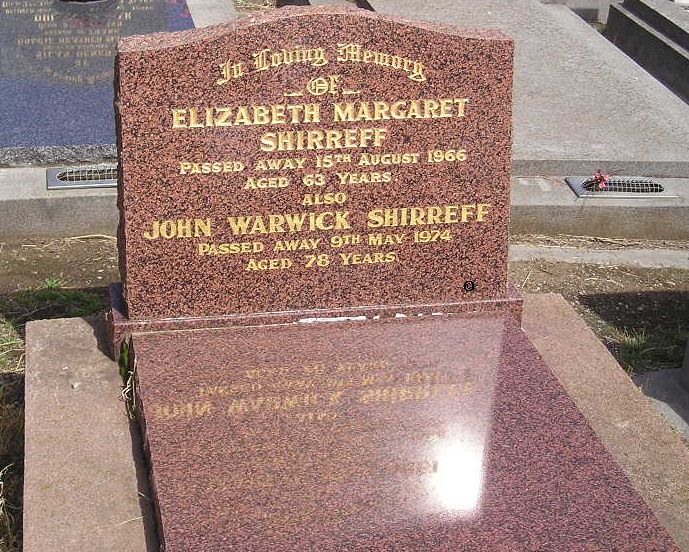 In Loving Memory
OF
ELIZABETH MARGARET
SHIRREFF
PASSED AWAY 15TH AUGUST 1966
AGED 63 YEARS
ALSO
JOHN WARWICK SHIRREFF
PASSED AWAY 9TH MAY 1974
AGED 78 YEARS